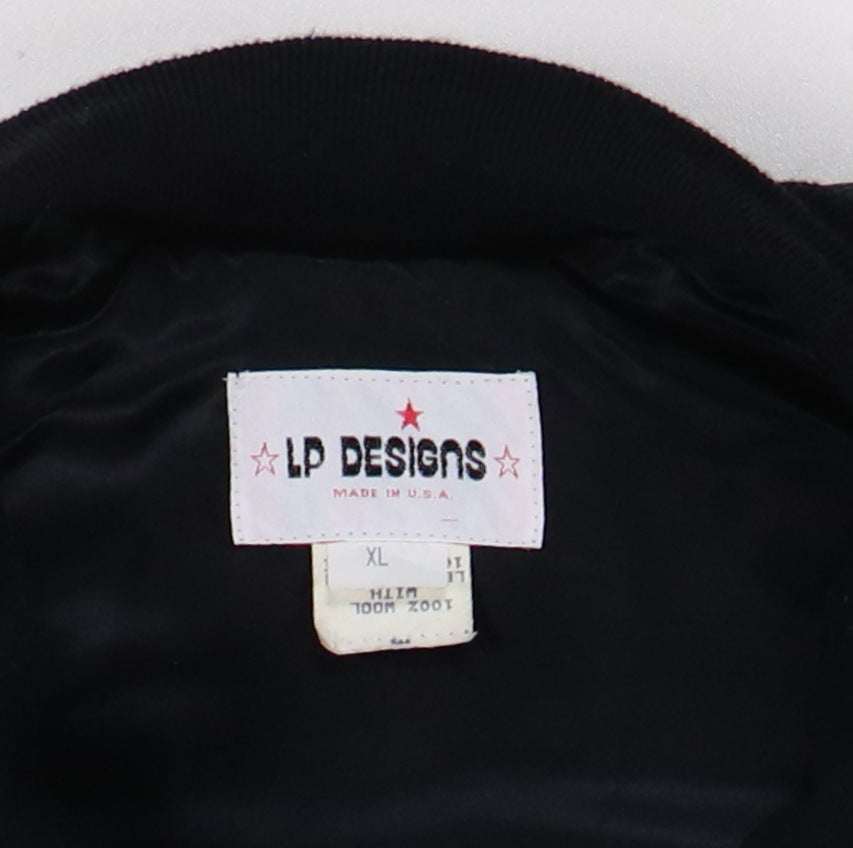 LP DESIGNS
MADE IN U.S.A.
XL
100% WOOL
WITH